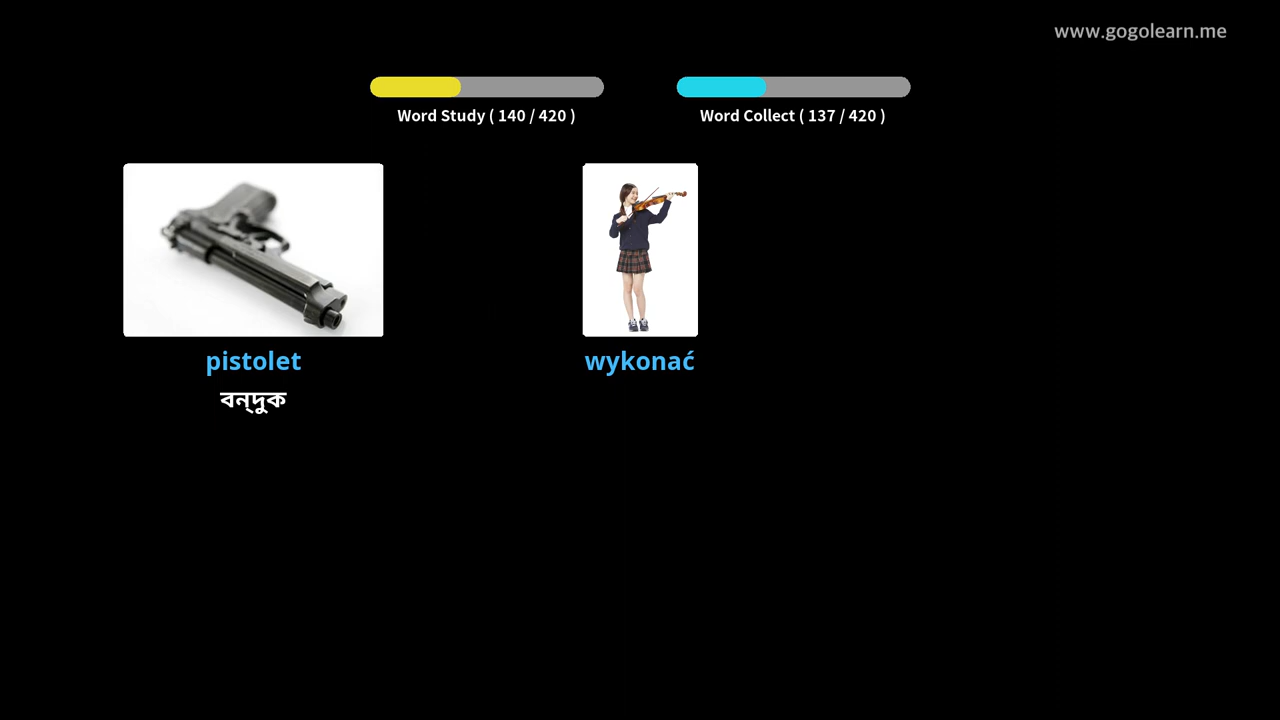 www.gogolearn.me
Word Study ( 140 / 420 )
Word Collect ( 137 / 420 )
pistolet
wykonać
বন্দুক